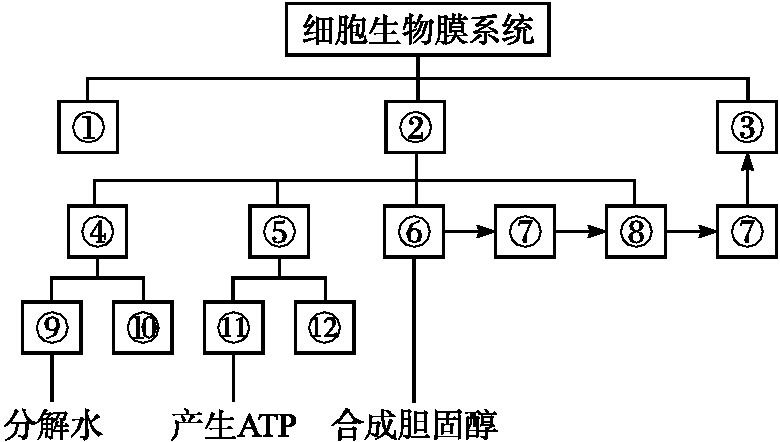 细胞生物膜系统
① ② ③
④ ⑤ ⑥ ⑦ ⑧ ⑦
⑨ ⑩ ⑪ ⑫
分解水 产生ATP 合成胆固醇